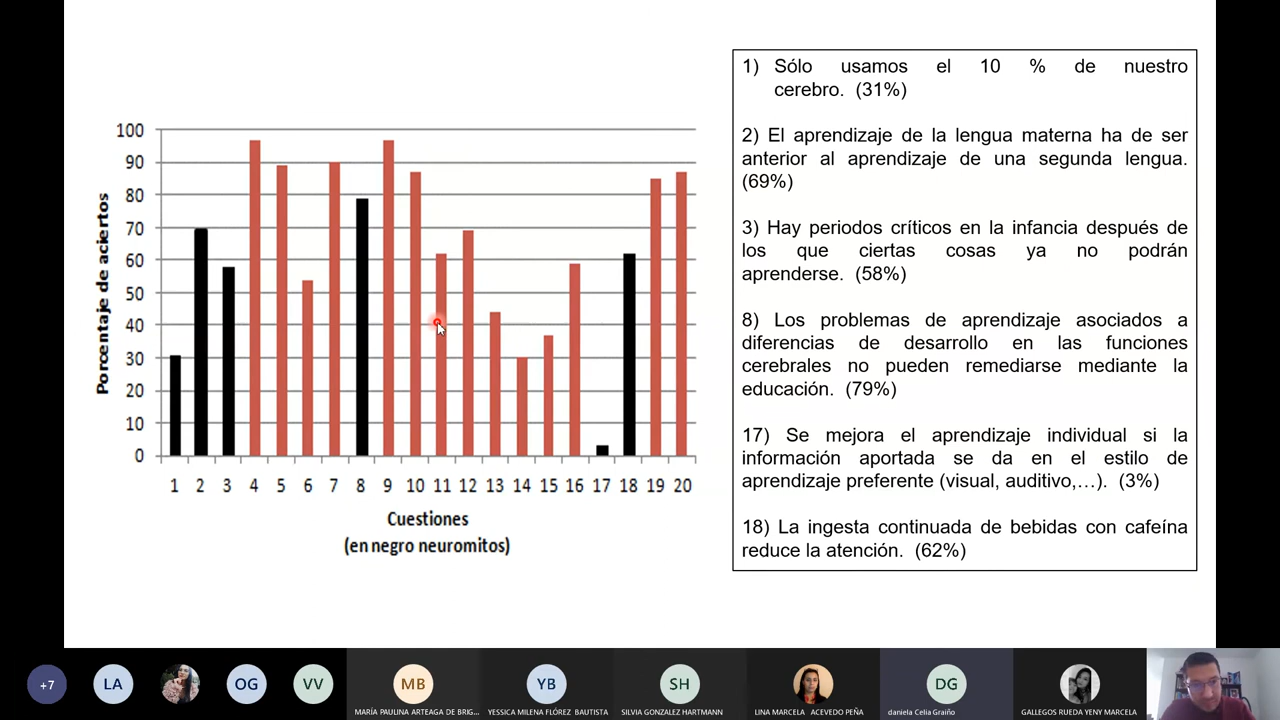 100
90
80
70
60
50
40
30
20
10
0
Porcentaje de aciertos
1 2 3 4 5 6 7 8 9 10 11 12 13 14 15 16 17 18 19 20
Cuestiones
(en negro neuromitos)
1) Sólo usamos el 10 % de nuestro
cerebro. (31%)
2) El aprendizaje de la lengua materna ha de ser
anterior al aprendizaje de una segunda lengua.
(69%)
3) Hay periodos críticos en la infancia después de
los que ciertas cosas ya no podrán
aprenderse. (58%)
8) Los problemas de aprendizaje asociados a
diferencias de desarrollo en las funciones
cerebrales no pueden remediarse mediante la
educación. (79%)
17) Se mejora el aprendizaje individual si la
información aportada se da en el estilo de
aprendizaje preferente (visual, auditivo,…). (3%)
18) La ingesta continuada de bebidas con cafeína
reduce la atención. (62%)
+7 LA OG VV MB YB SH DG
MARÍA PAULINA ARTEAGA DE BRIG... YESSICA MILENA FLÓREZ BAUTISTA SILVIA GONZALEZ HARTMANN LINA MARCELA ACEVEDO PEÑA daniela Celia Graiño GALLEGOS RUEDA YENY MARCELA